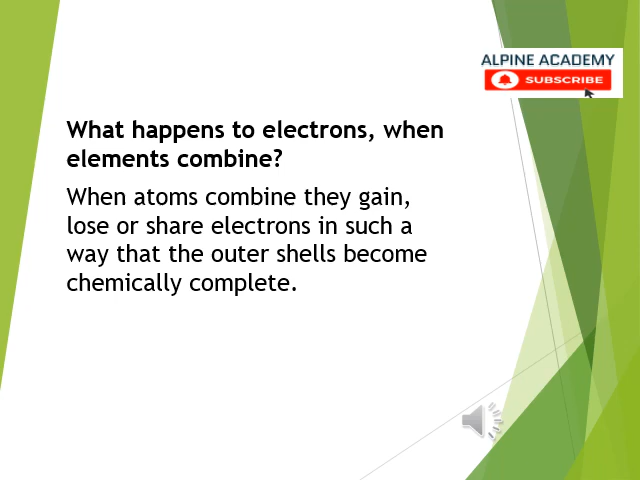 ALPINE ACADEMY
SUBSCRIBE
What happens to electrons, when
elements combine?
When atoms combine they gain,
lose or share electrons in such a
way that the outer shells become
chemically complete.